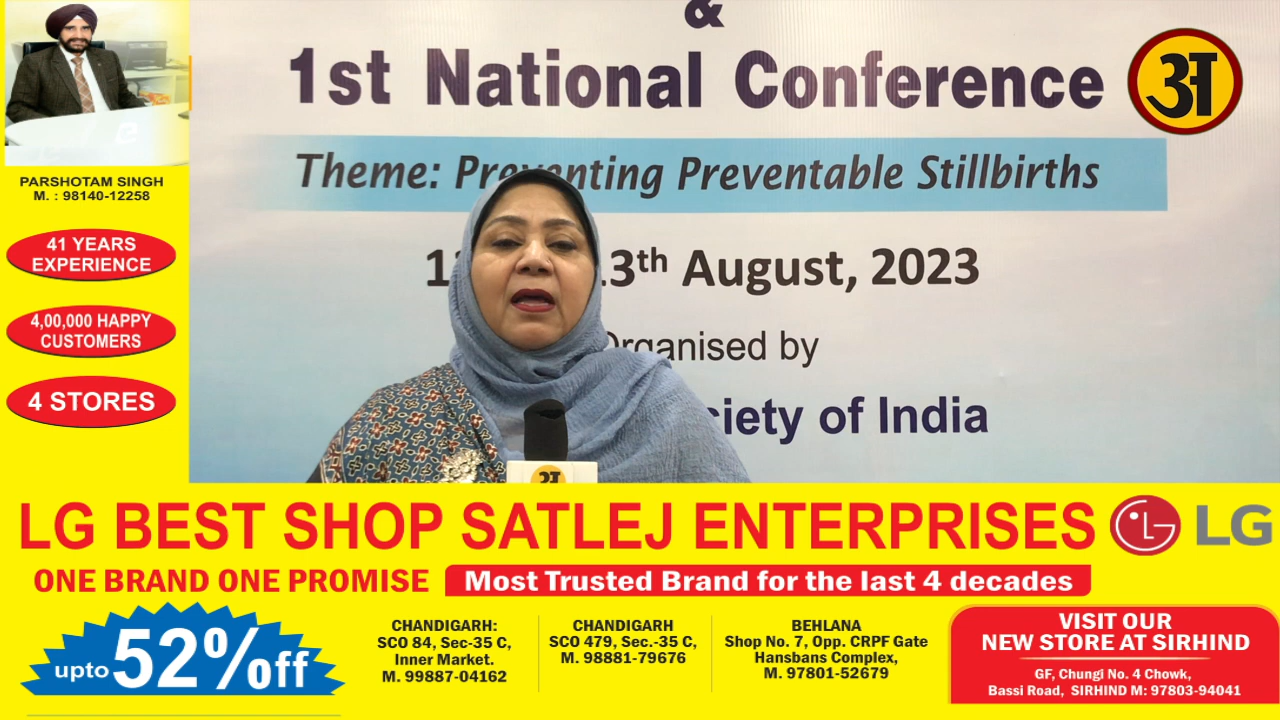 &
1st National Conference
Theme: Preventing Preventable Stillbirths
13th August, 2023
Organised by
Society of India
अ
अ
PARSHOTAM SINGH
M. : 98140-12258
41 YEARS
EXPERIENCE
4,00,000 HAPPY
CUSTOMERS
4 STORES
LG BEST SHOP SATLEJ ENTERPRISES
LG
ONE BRAND ONE PROMISE
Most Trusted Brand for the last 4 decades
upto 52% off
CHANDIGARH:
SCO 84, Sec-35 C,
Inner Market.
M. 99887-04162
CHANDIGARH
SCO 479, Sec.-35 C,
M. 98881-79676
BEHLANA
Shop No. 7, Opp. CRPF Gate
Hansbans Complex,
M. 97801-52679
VISIT OUR
NEW STORE AT SIRHIND
GF, Chungi No. 4 Chowk,
Bassi Road, SIRHIND M: 97803-94041